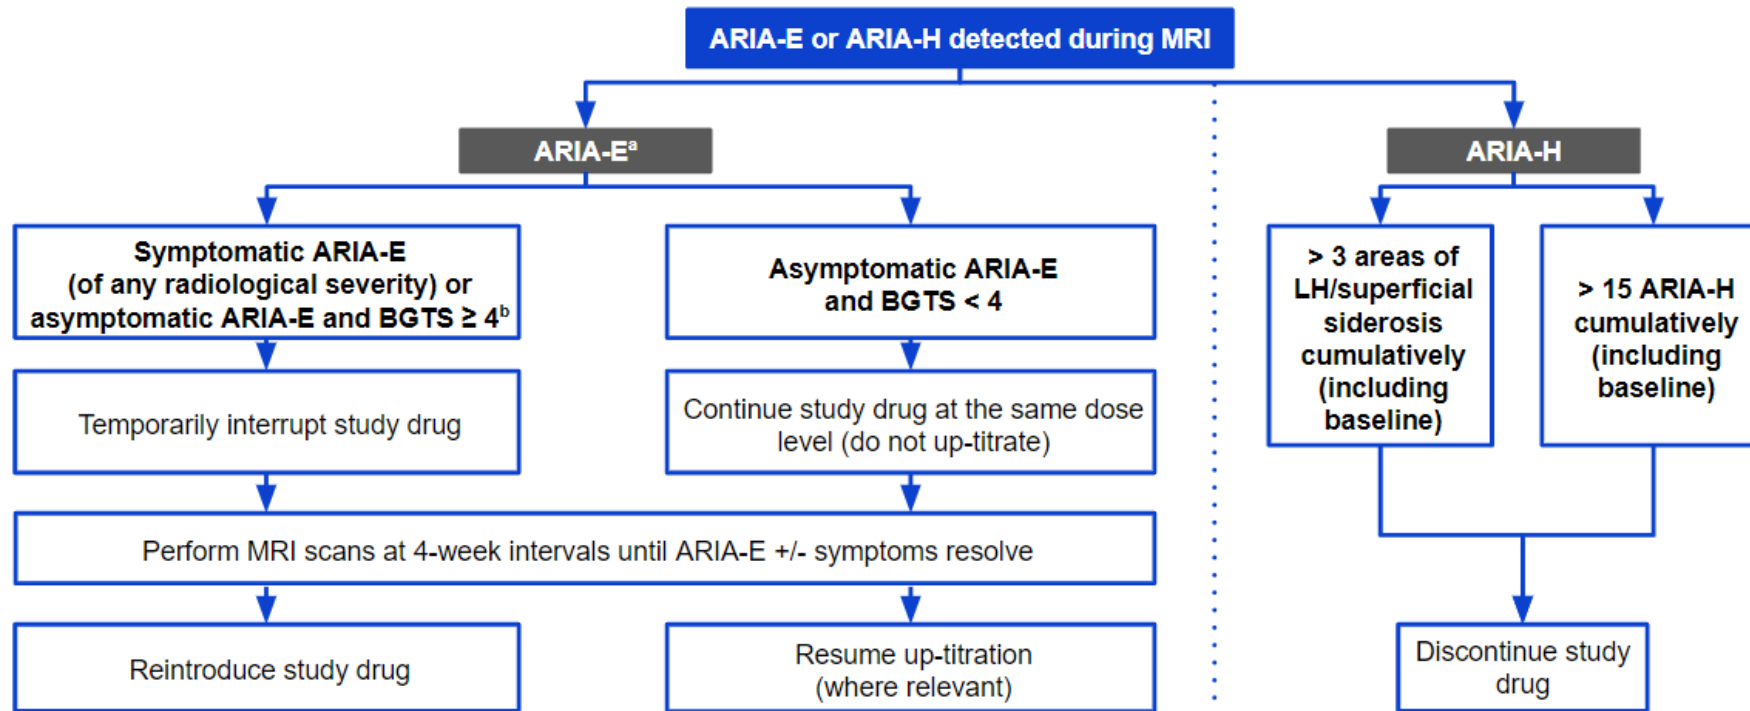 ARIA-E or ARIA-H detected during MRI
ARIA-Eᵃ
ARIA-H
Symptomatic ARIA-E
(of any radiological severity) or
asymptomatic ARIA-E and BGTS ≥ 4ᵇ
Asymptomatic ARIA-E
and BGTS < 4
> 3 areas of
LH/superficial
siderosis
cumulatively
(including
baseline)
> 15 ARIA-H
cumulatively
(including
baseline)
Temporarily interrupt study drug
Continue study drug at the same dose
level (do not up-titrate)
Perform MRI scans at 4-week intervals until ARIA-E +/- symptoms resolve
Reintroduce study drug
Resume up-titration
(where relevant)
Discontinue study
drug